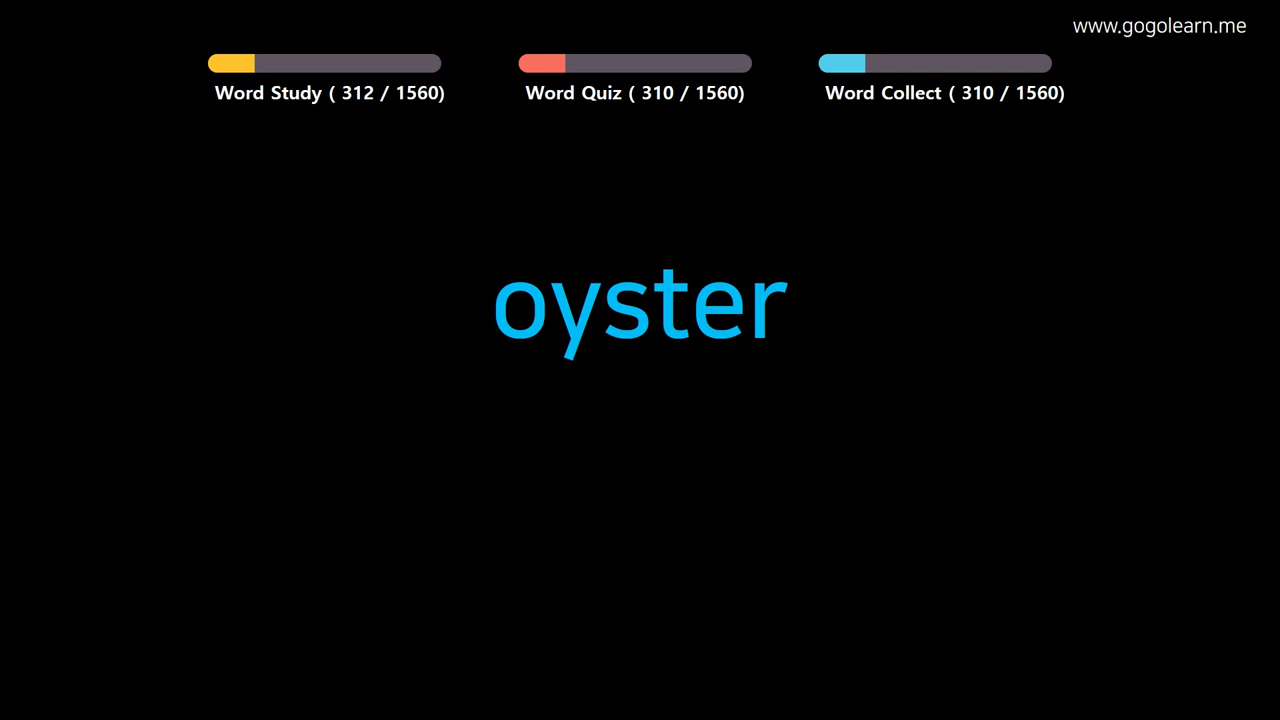 www.gogolearn.me
Word Study ( 312 / 1560)
Word Quiz ( 310 / 1560)
Word Collect ( 310 / 1560)
oyster